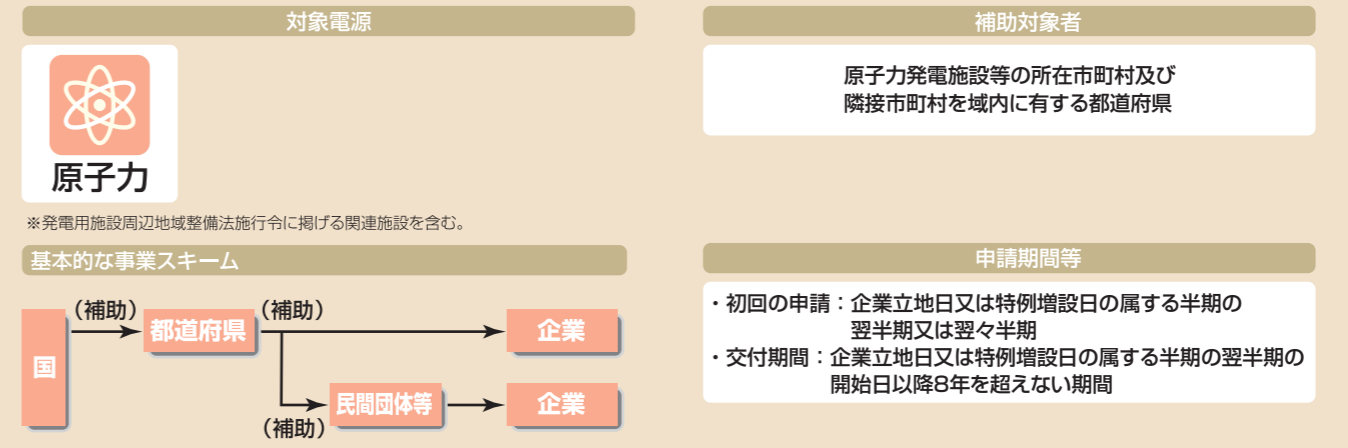 対象電源
原子力
※発電用施設周辺地域整備法施行令に掲げる関連施設を含む。
補助対象者
原子力発電施設等の所在市町村及び
隣接市町村を域内に有する都道府県
基本的な事業スキーム
国
（補助）
都道府県
（補助）
企業
（補助）
民間団体等
企業
申請期間等
・初回の申請：企業立地日又は特例増設日の属する半期の
翌半期又は翌々半期
・交付期間：企業立地日又は特例増設日の属する半期の翌半期の
開始日以降8年を超えない期間